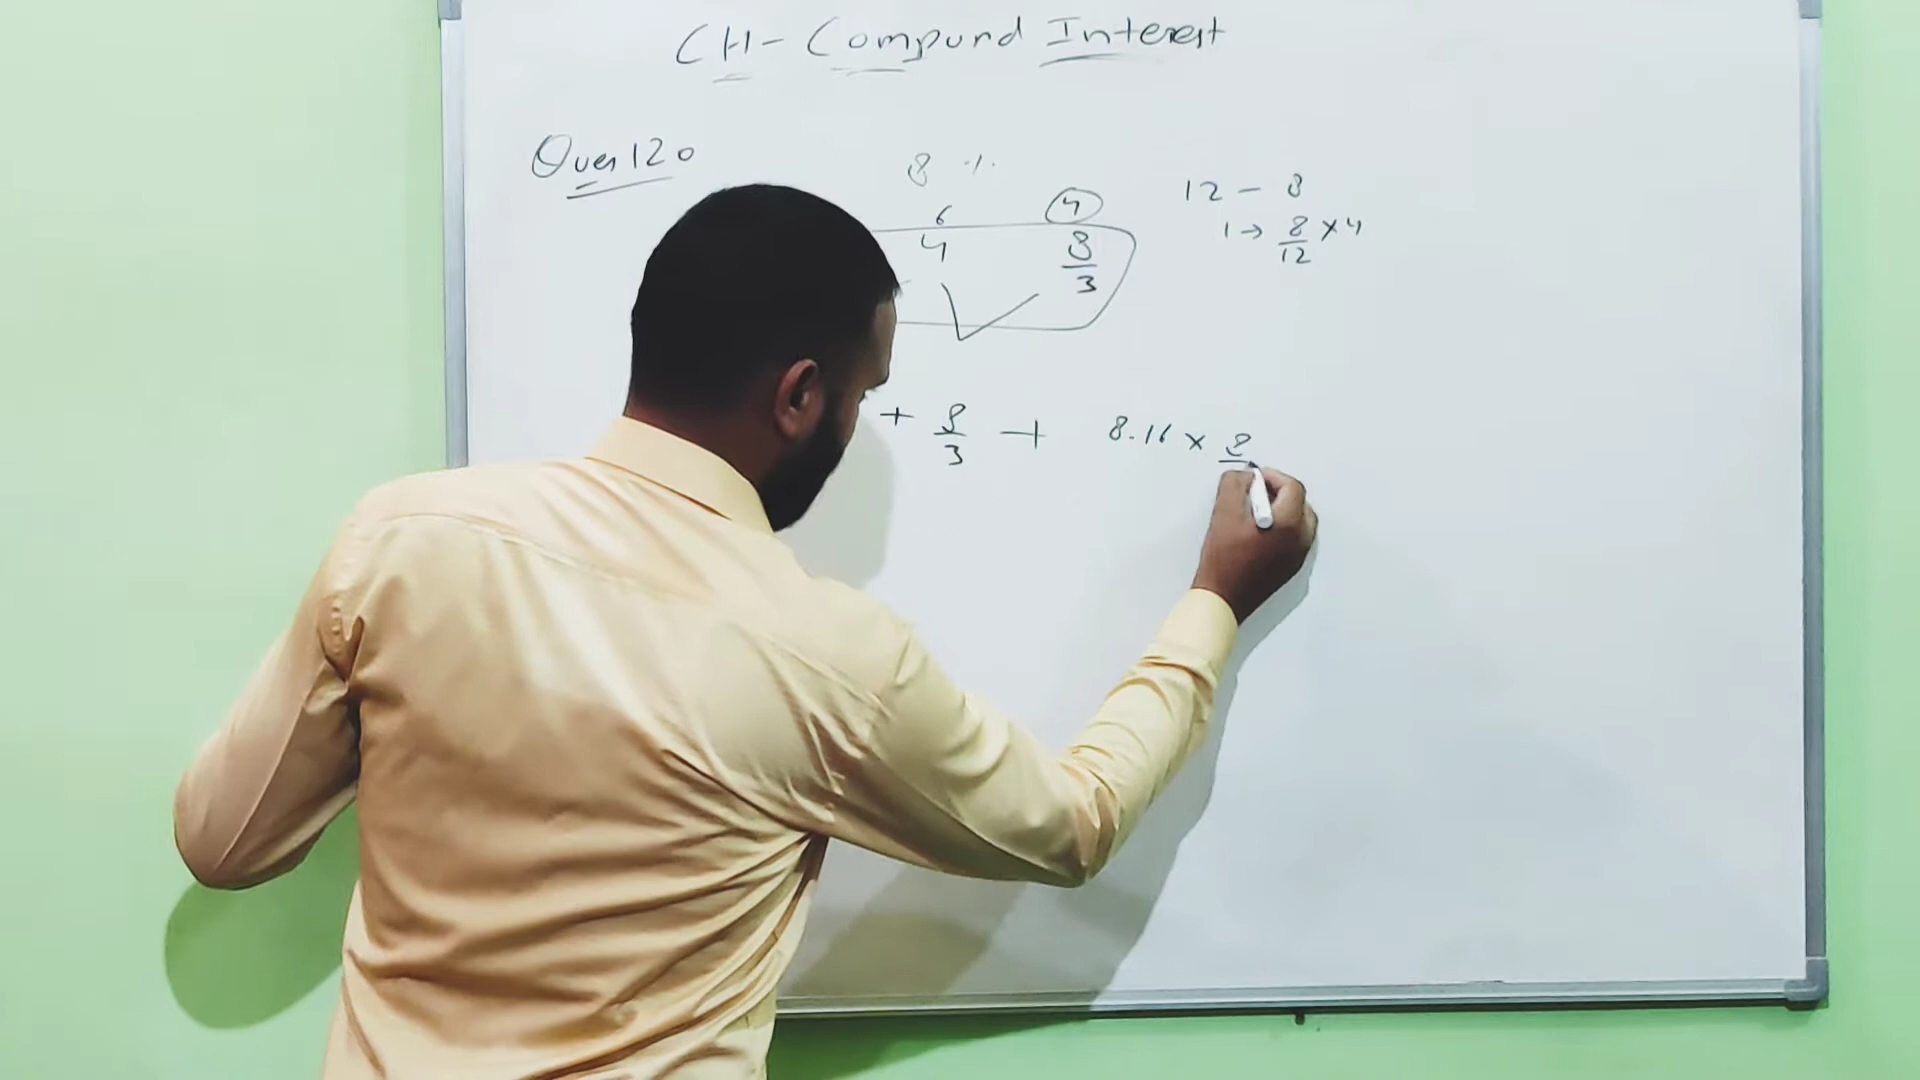 CH - Compund Interest
Ques 120
8 %
12 - 8
6 4
1 → 8/12 × 4
4 8/3
+ 8/3 + 8.16 × 8